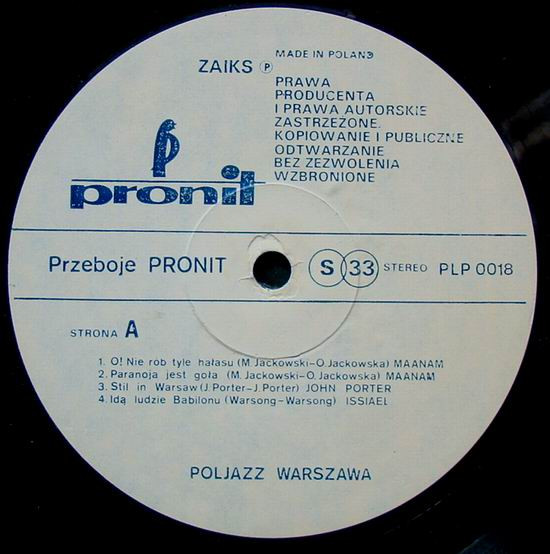 MADE IN POLAND
ZAIKS Ⓟ
PRAWA
PRODUCENTA
I PRAWA AUTORSKIE
ZASTRZEŻONE.
KOPIOWANIE I PUBLICZNE
ODTWARZANIE
BEZ ZEZWOLENIA
WZBRONIONE
pronit
Przeboje PRONIT S 33 STEREO PLP 0018
STRONA A
1. O! Nie rób tyle hałasu (M. Jackowski-O. Jackowska) MAANAM
2. Paranoja jest goła (M. Jackowski-O. Jackowska) MAANAM
3. Stil in Warsaw (J. Porter-J. Porter) JOHN PORTER
4. Idą ludzie Babilonu (Warsong-Warsong) ISSIAEL
POLJAZZ WARSZAWA